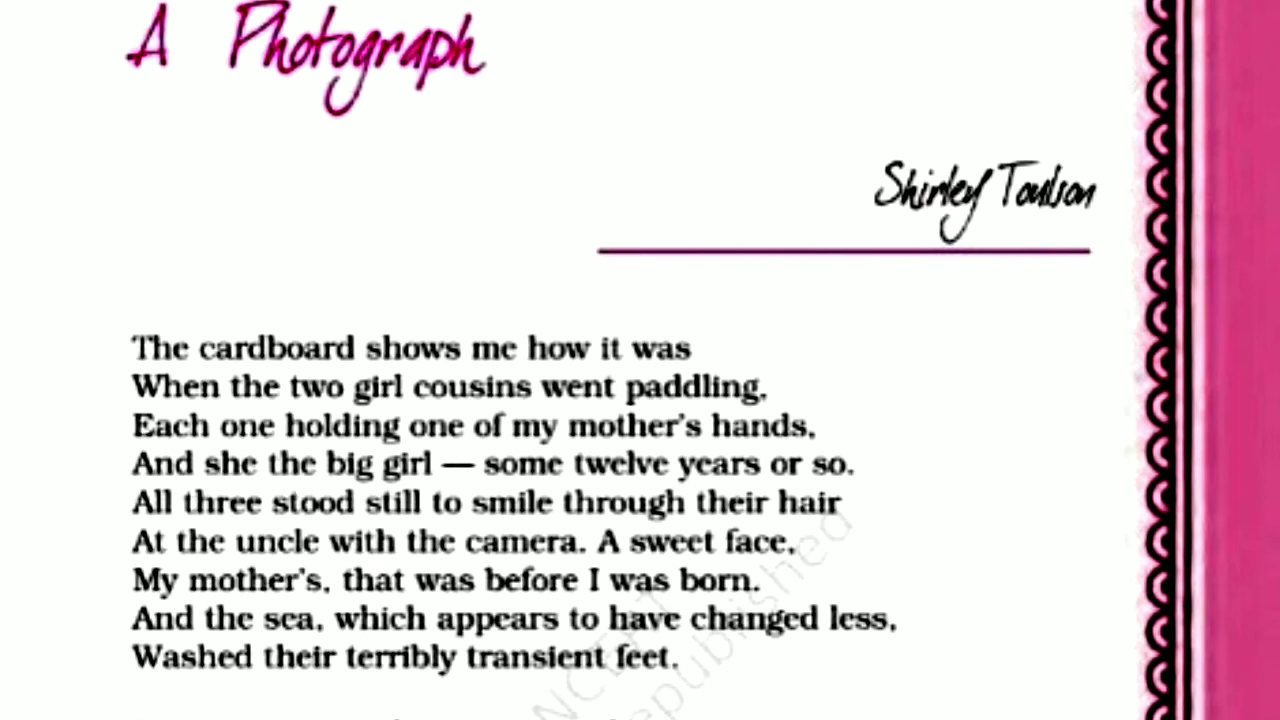 A Photograph
Shirley Toulson
The cardboard shows me how it was
When the two girl cousins went paddling,
Each one holding one of my mother's hands,
And she the big girl — some twelve years or so.
All three stood still to smile through their hair
At the uncle with the camera. A sweet face,
My mother's, that was before I was born.
And the sea, which appears to have changed less,
Washed their terribly transient feet.
NCERT
republished